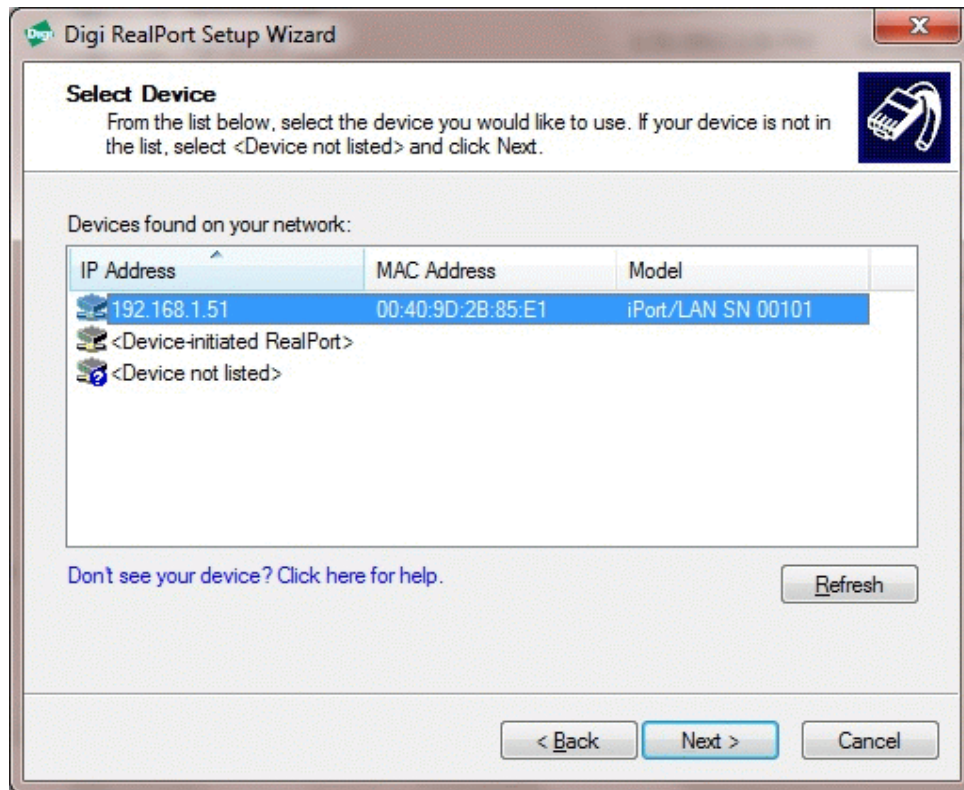 Digi Digi RealPort Setup Wizard
Select Device
From the list below, select the device you would like to use. If your device is not in
the list, select <Device not listed> and click Next.
Devices found on your network:
IP Address MAC Address Model
192.168.1.51 00:40:9D:2B:85:E1 iPort/LAN SN 00101
<Device-initiated RealPort>
<Device not listed>
Don't see your device? Click here for help.
Refresh
< Back Next > Cancel